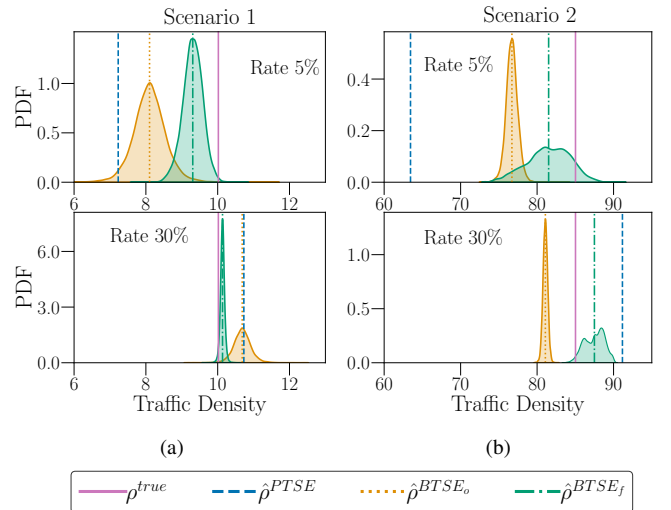 Scenario 1
Scenario 2
PDF
1.0
0.5
0.0
Rate 5%
6 8 10 12
0.4
0.2
0.0
Rate 5%
60 70 80 90
PDF
6.0
3.0
0.0
Rate 30%
6 8 10 12
Traffic Density
1.0
0.5
0.0
Rate 30%
60 70 80 90
Traffic Density
(a)
(b)
ρ^{true} ρ̂^{PTSE} ρ̂^{BTSE_o} ρ̂^{BTSE_f}